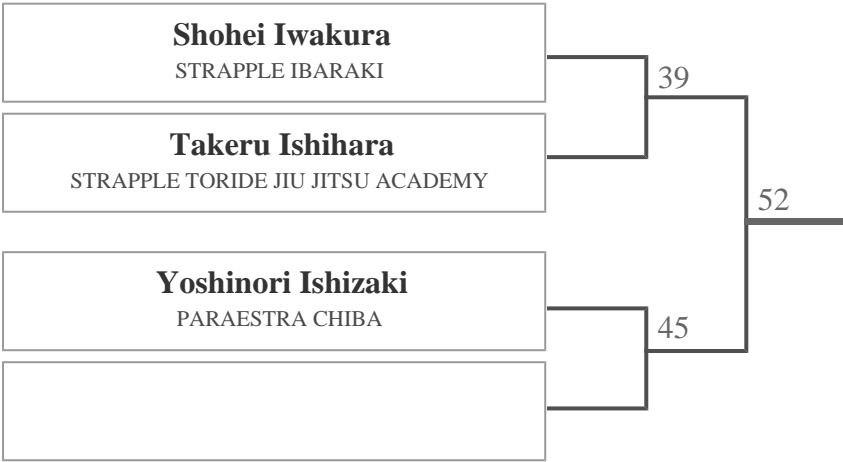 Shohei Iwakura
STRAPPLE IBARAKI
39
Takeru Ishihara
STRAPPLE TORIDE JIU JITSU ACADEMY
52
Yoshinori Ishizaki
PARAESTRA CHIBA
45